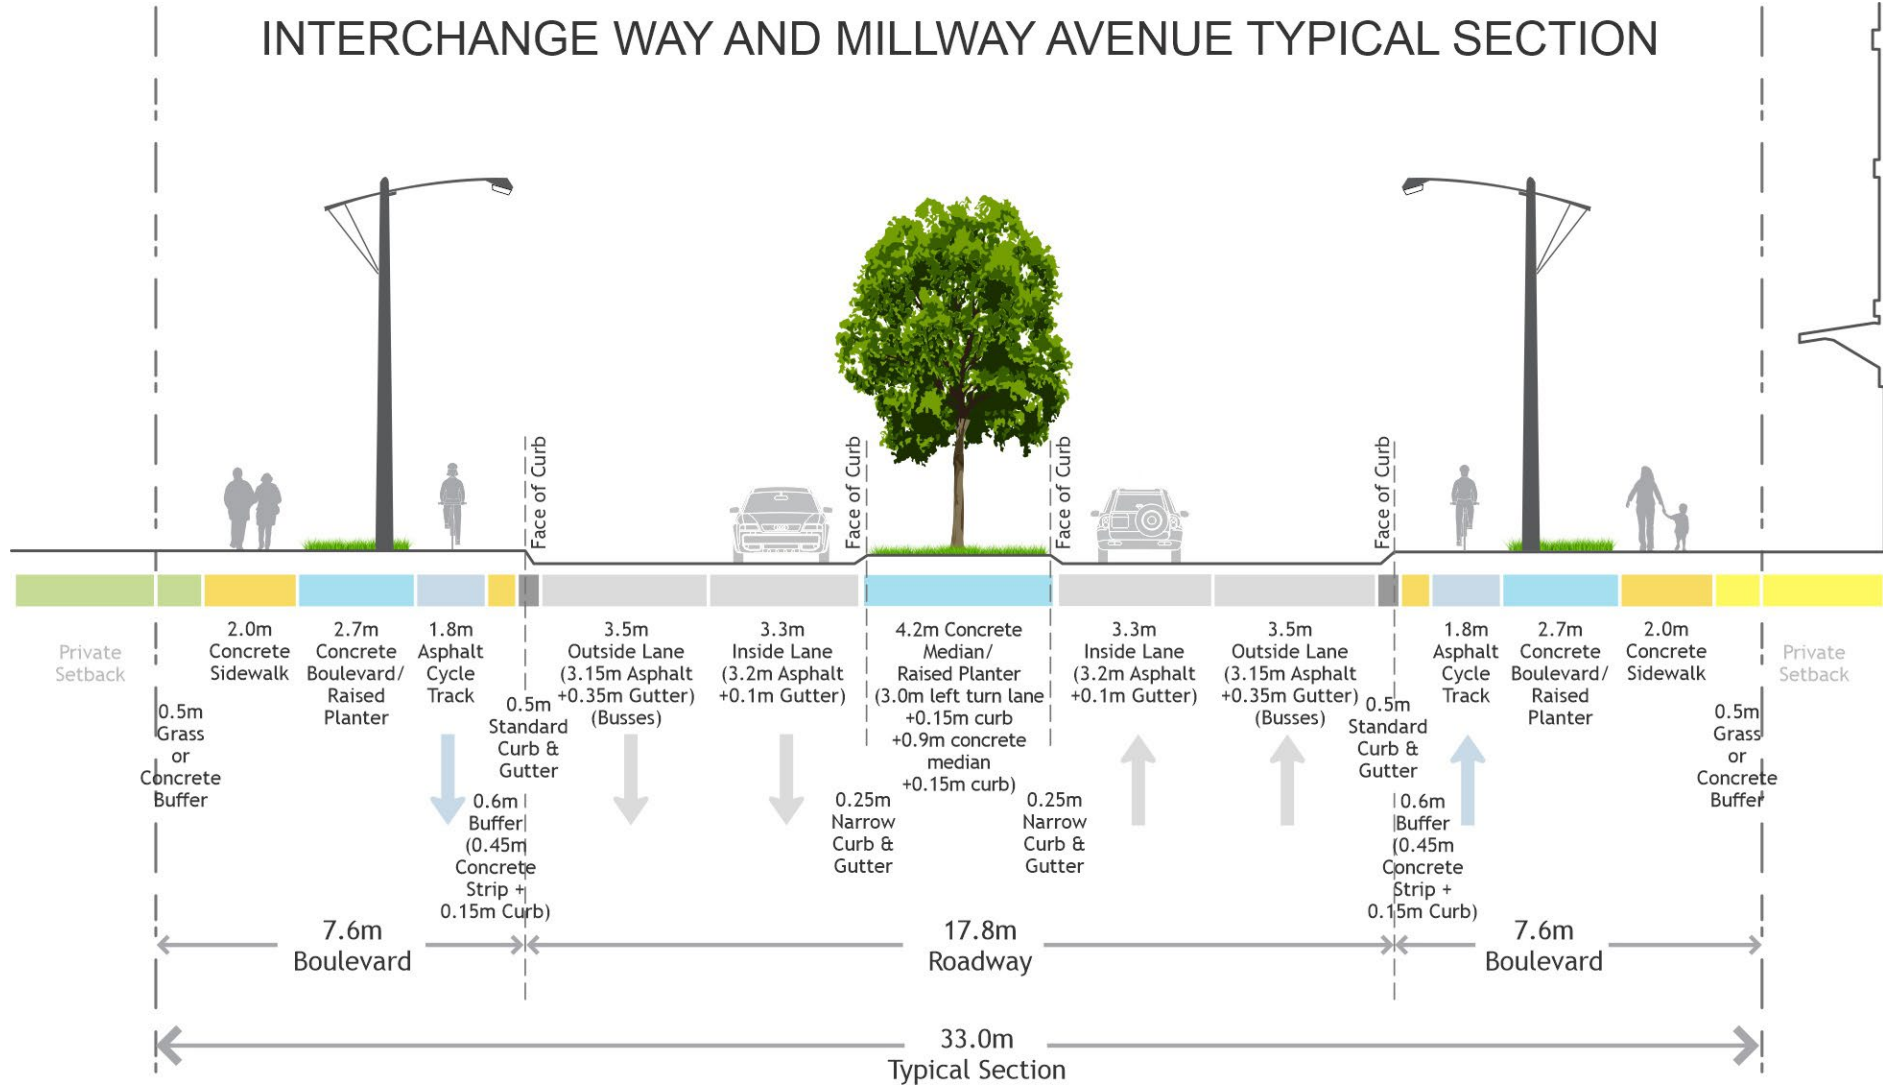 INTERCHANGE WAY AND MILLWAY AVENUE TYPICAL SECTION
Face of Curb
Face of Curb
Face of Curb
Face of Curb
Private
Setback
0.5m
Grass
or
Concrete
Buffer
2.0m
Concrete
Sidewalk
2.7m
Concrete
Boulevard/
Raised
Planter
1.8m
Asphalt
Cycle
Track
0.6m
Buffer
(0.45m
Concrete
Strip +
0.15m Curb)
0.5m
Standard
Curb &
Gutter
3.5m
Outside Lane
(3.15m Asphalt
+0.35m Gutter)
(Busses)
3.3m
Inside Lane
(3.2m Asphalt
+0.1m Gutter)
0.25m
Narrow
Curb &
Gutter
4.2m Concrete
Median/
Raised Planter
(3.0m left turn lane
+0.15m curb
+0.9m concrete
median
+0.15m curb)
0.25m
Narrow
Curb &
Gutter
3.3m
Inside Lane
(3.2m Asphalt
+0.1m Gutter)
3.5m
Outside Lane
(3.15m Asphalt
+0.35m Gutter)
(Busses)
0.5m
Standard
Curb &
Gutter
0.6m
Buffer
(0.45m
Concrete
Strip +
0.15m Curb)
1.8m
Asphalt
Cycle
Track
2.7m
Concrete
Boulevard/
Raised
Planter
2.0m
Concrete
Sidewalk
0.5m
Grass
or
Concrete
Buffer
Private
Setback
7.6m
Boulevard
17.8m
Roadway
7.6m
Boulevard
33.0m
Typical Section